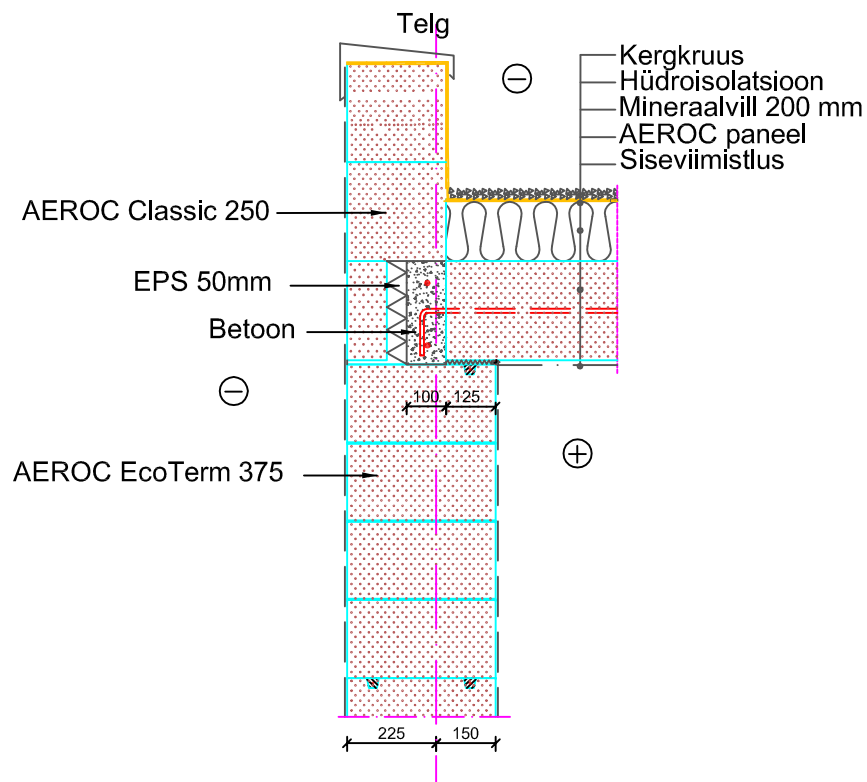 Telg
Kergkruus
Hüdroisolatsioon
Mineraalvill 200 mm
AEROC paneel
Siseviimistlus
AEROC Classic 250
EPS 50mm
Betoon
100
125
AEROC EcoTerm 375
225
150